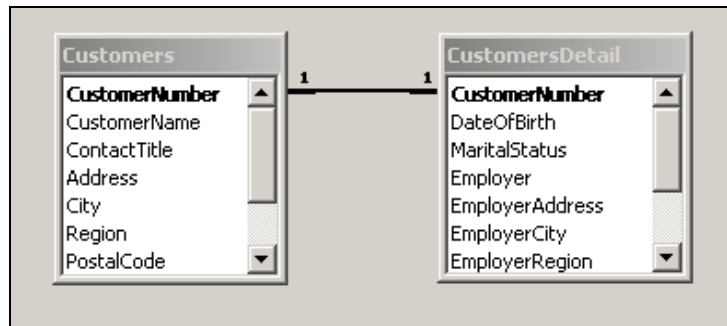 Customers
CustomerNumber
CustomerName
ContactTitle
Address
City
Region
PostalCode
1
1
CustomersDetail
CustomerNumber
DateOfBirth
MaritalStatus
Employer
EmployerAddress
EmployerCity
EmployerRegion